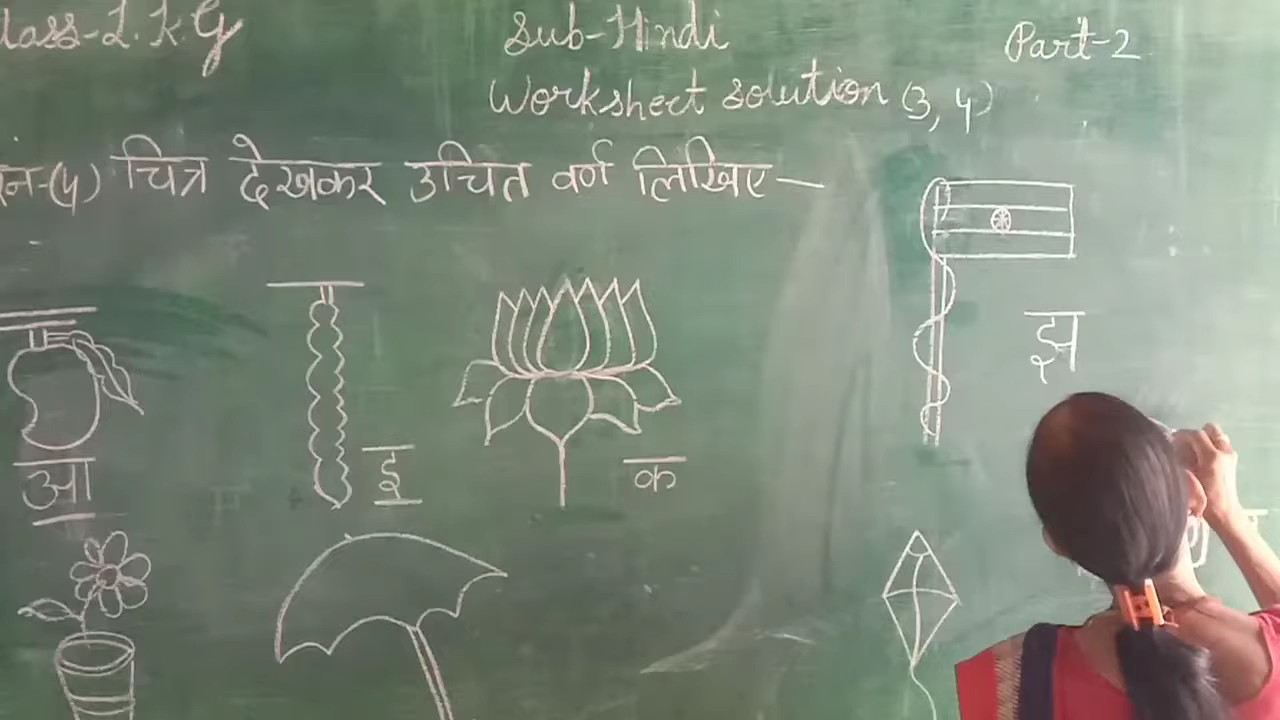 lass-L.K.G
Sub-Hindi
Part-2
Worksheet solution (3, 4)
न-(4) चित्र देखकर उचित वर्ण लिखिए-
झ
आ
इ
क